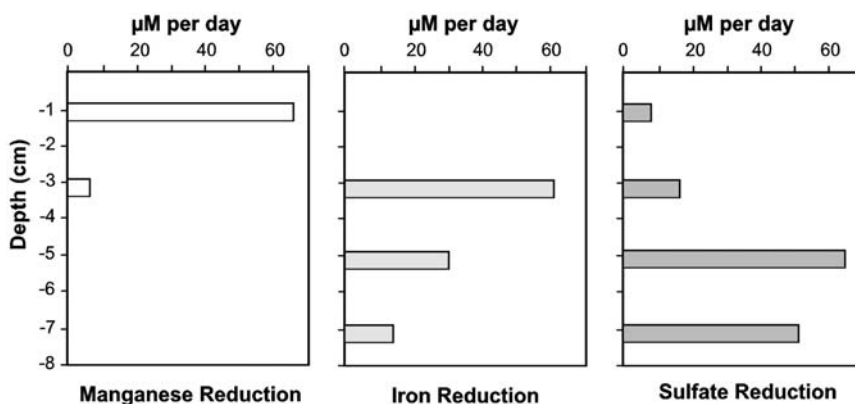 µM per day µM per day µM per day
0 20 40 60 0 20 40 60 0 20 40 60
Depth (cm)
-1
-2
-3
-4
-5
-6
-7
-8
Manganese Reduction Iron Reduction Sulfate Reduction